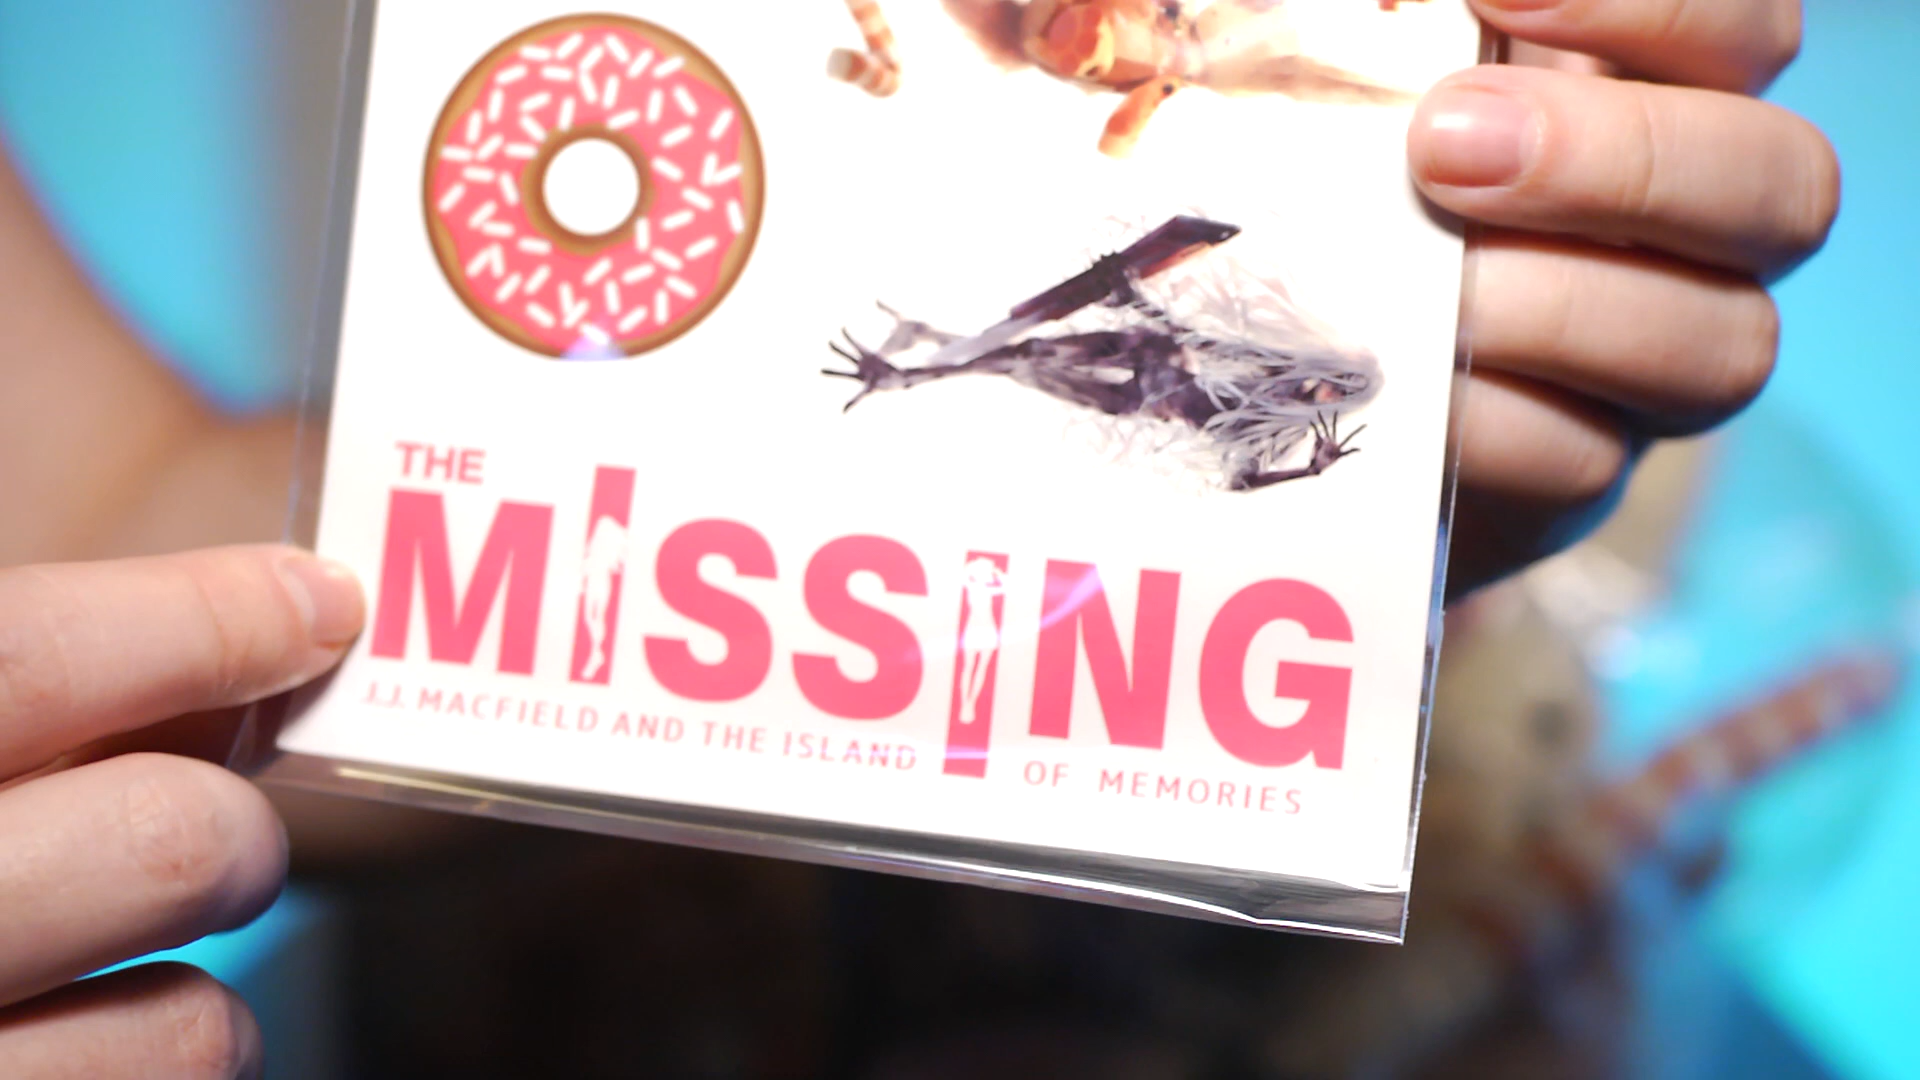 THE
MISSING
J.J. MACFIELD AND THE ISLAND OF MEMORIES